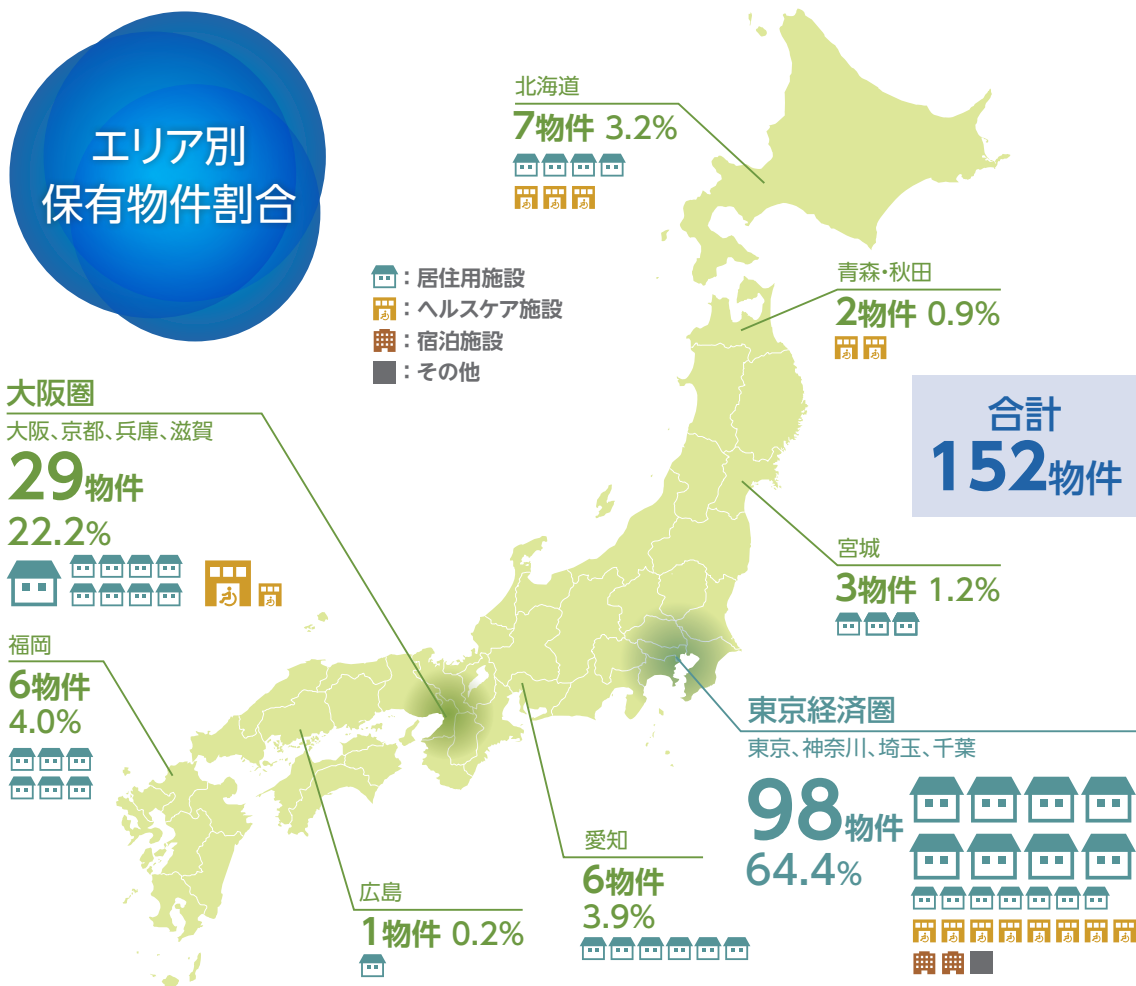 エリア別
保有物件割合
北海道
7物件 3.2%
：居住用施設
：ヘルスケア施設
：宿泊施設
：その他
青森・秋田
2物件 0.9%
合計
152物件
大阪圏
大阪、京都、兵庫、滋賀
29物件
22.2%
宮城
3物件 1.2%
福岡
6物件
4.0%
東京経済圏
東京、神奈川、埼玉、千葉
98物件
64.4%
愛知
6物件
3.9%
広島
1物件 0.2%